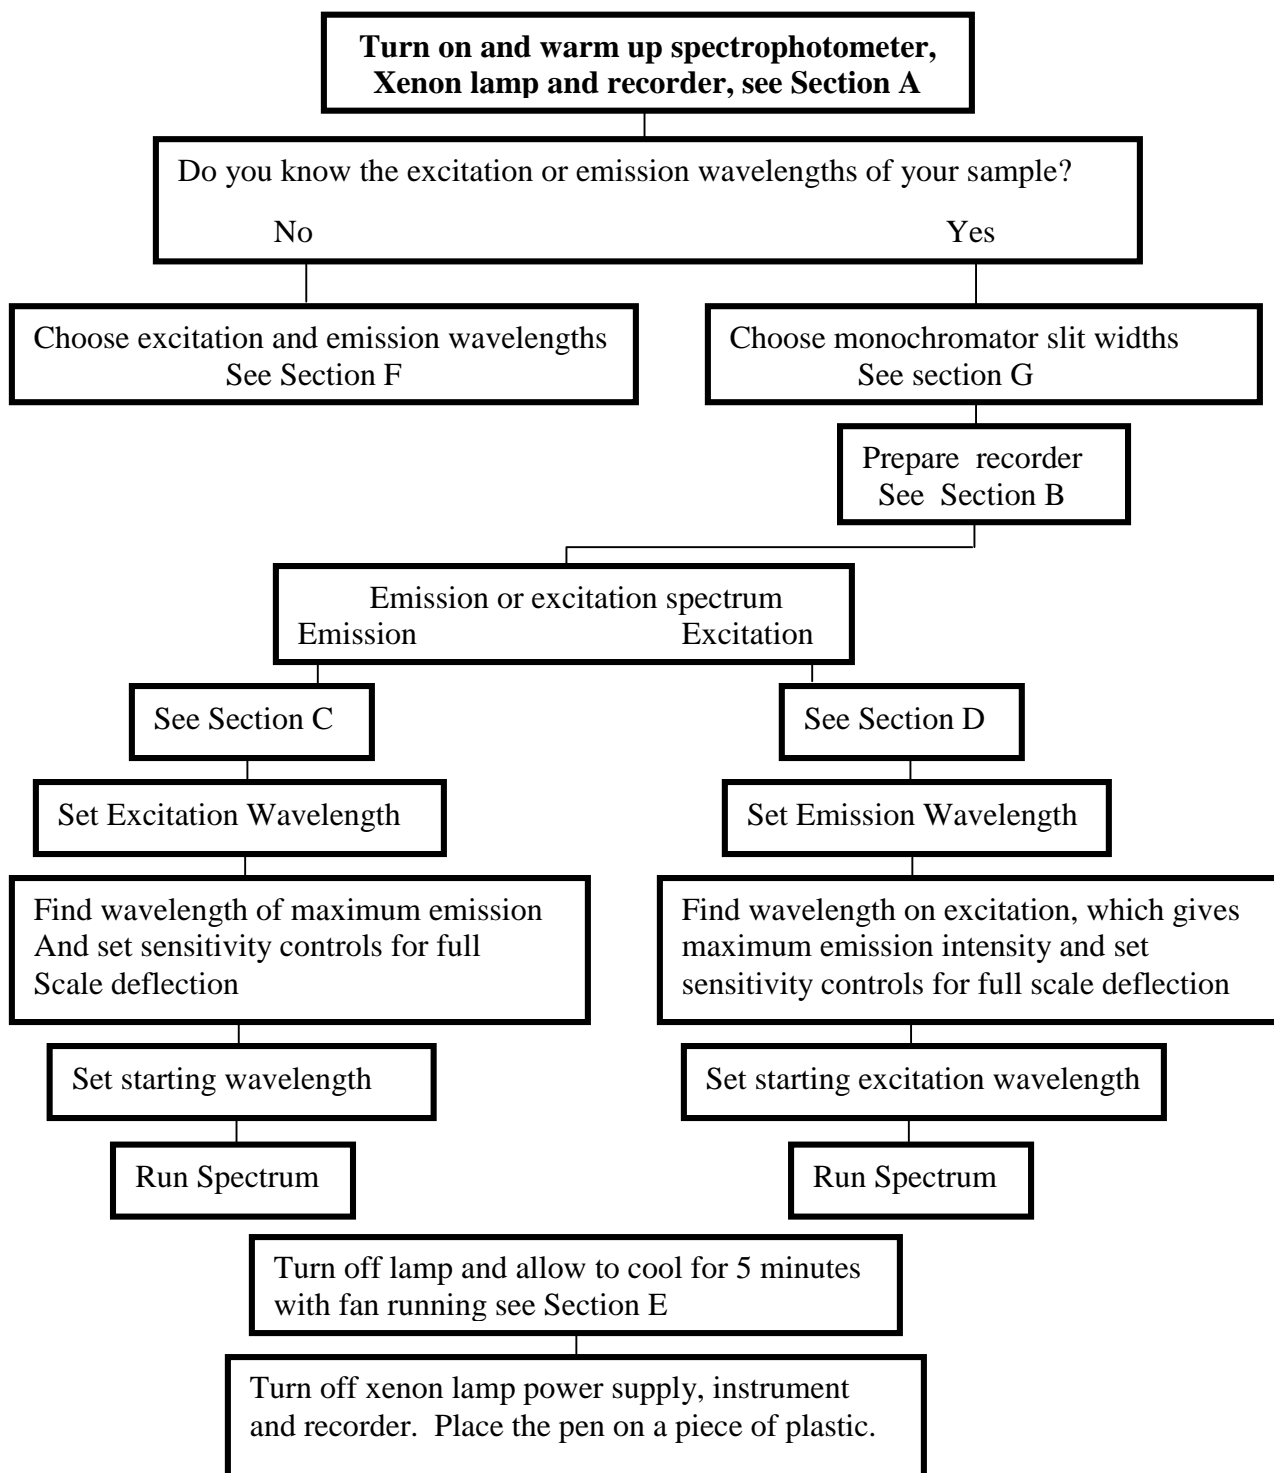 Turn on and warm up spectrophotometer,
Xenon lamp and recorder, see Section A
Do you know the excitation or emission wavelengths of your sample?
No
Yes
Choose excitation and emission wavelengths
See Section F
Choose monochromator slit widths
See section G
Prepare recorder
See Section B
Emission or excitation spectrum
Emission
Excitation
See Section C
See Section D
Set Excitation Wavelength
Set Emission Wavelength
Find wavelength of maximum emission
And set sensitivity controls for full
Scale deflection
Find wavelength on excitation, which gives
maximum emission intensity and set
sensitivity controls for full scale deflection
Set starting wavelength
Set starting excitation wavelength
Run Spectrum
Run Spectrum
Turn off lamp and allow to cool for 5 minutes
with fan running see Section E
Turn off xenon lamp power supply, instrument
and recorder. Place the pen on a piece of plastic.